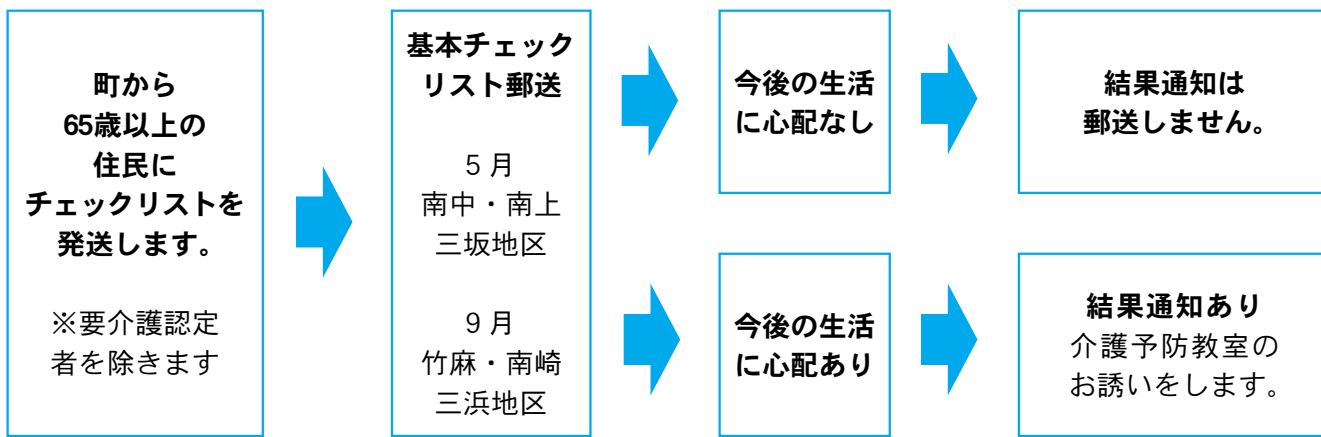 町から
65歳以上の
住民に
チェックリストを
発送します。
※要介護認定
者を除きます
基本チェック
リスト郵送
5月
南中・南上
三坂地区
9月
竹麻・南崎
三浜地区
今後の生活
に心配なし
結果通知は
郵送しません。
今後の生活
に心配あり
結果通知あり
介護予防教室の
お誘いをします。